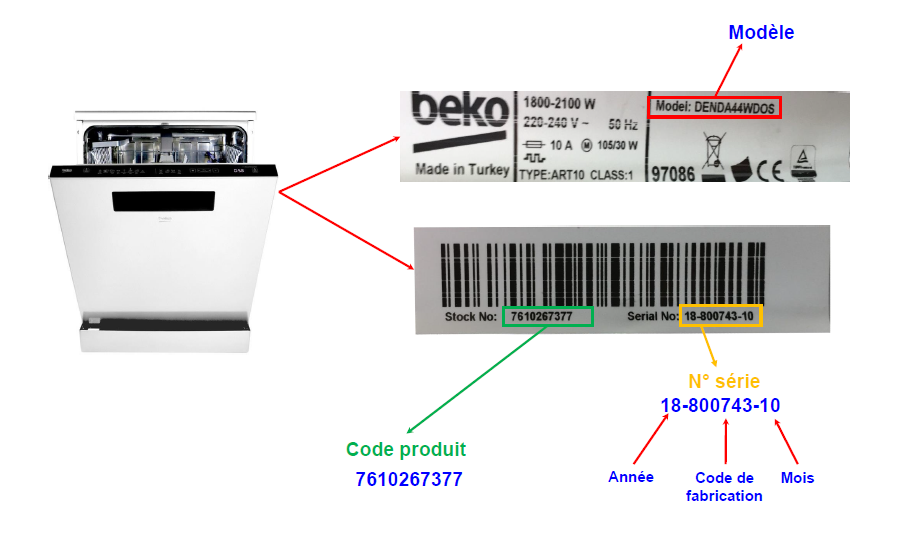 Modèle
beko
Made in Turkey
1800-2100 W
220-240 V ~ 50 Hz
10 A M 105/30 W
TYPE:ART10 CLASS:1
Model: DENDA44WDOS
97086
CE
Stock No: 7610267377 Serial No: 18-800743-10
N° série
18-800743-10
Code produit
7610267377
Année
Code de
fabrication
Mois